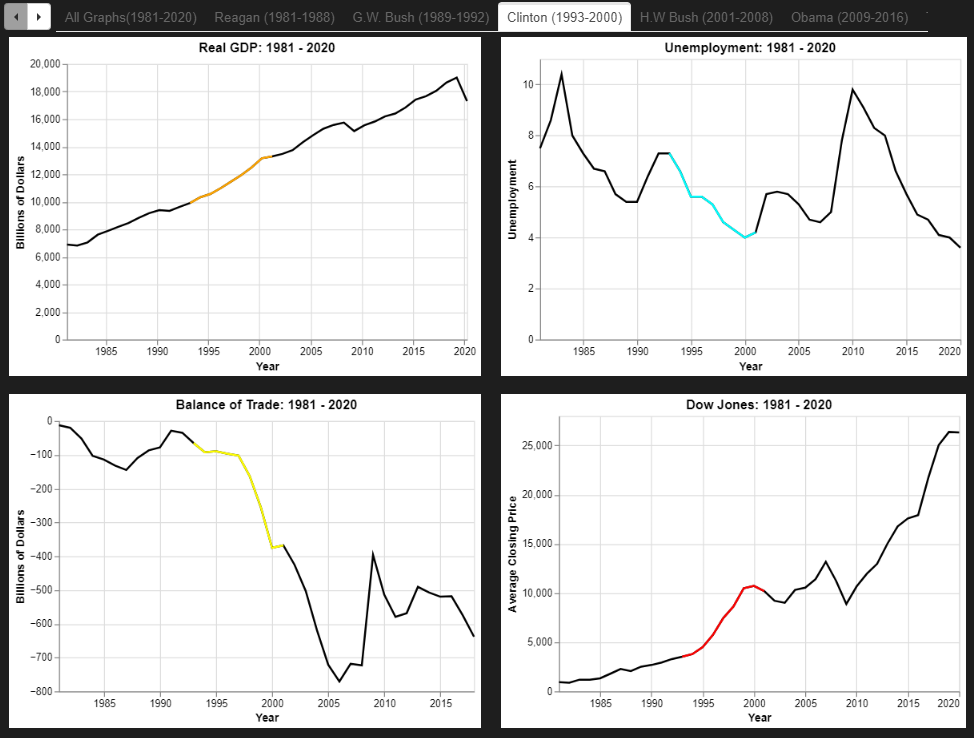 All Graphs(1981-2020) Reagan (1981-1988) G.W. Bush (1989-1992) Clinton (1993-2000) H.W Bush (2001-2008) Obama (2009-2016)
Real GDP: 1981 - 2020
Billions of Dollars
20,000
18,000
16,000
14,000
12,000
10,000
8,000
6,000
4,000
2,000
0
1985 1990 1995 2000 2005 2010 2015 2020
Year
Unemployment: 1981 - 2020
Unemployment
10
8
6
4
2
0
1985 1990 1995 2000 2005 2010 2015 2020
Year
Balance of Trade: 1981 - 2020
Billions of Dollars
0
−100
−200
−300
−400
−500
−600
−700
−800
1985 1990 1995 2000 2005 2010 2015
Year
Dow Jones: 1981 - 2020
Average Closing Price
25,000
20,000
15,000
10,000
5,000
0
1985 1990 1995 2000 2005 2010 2015 2020
Year